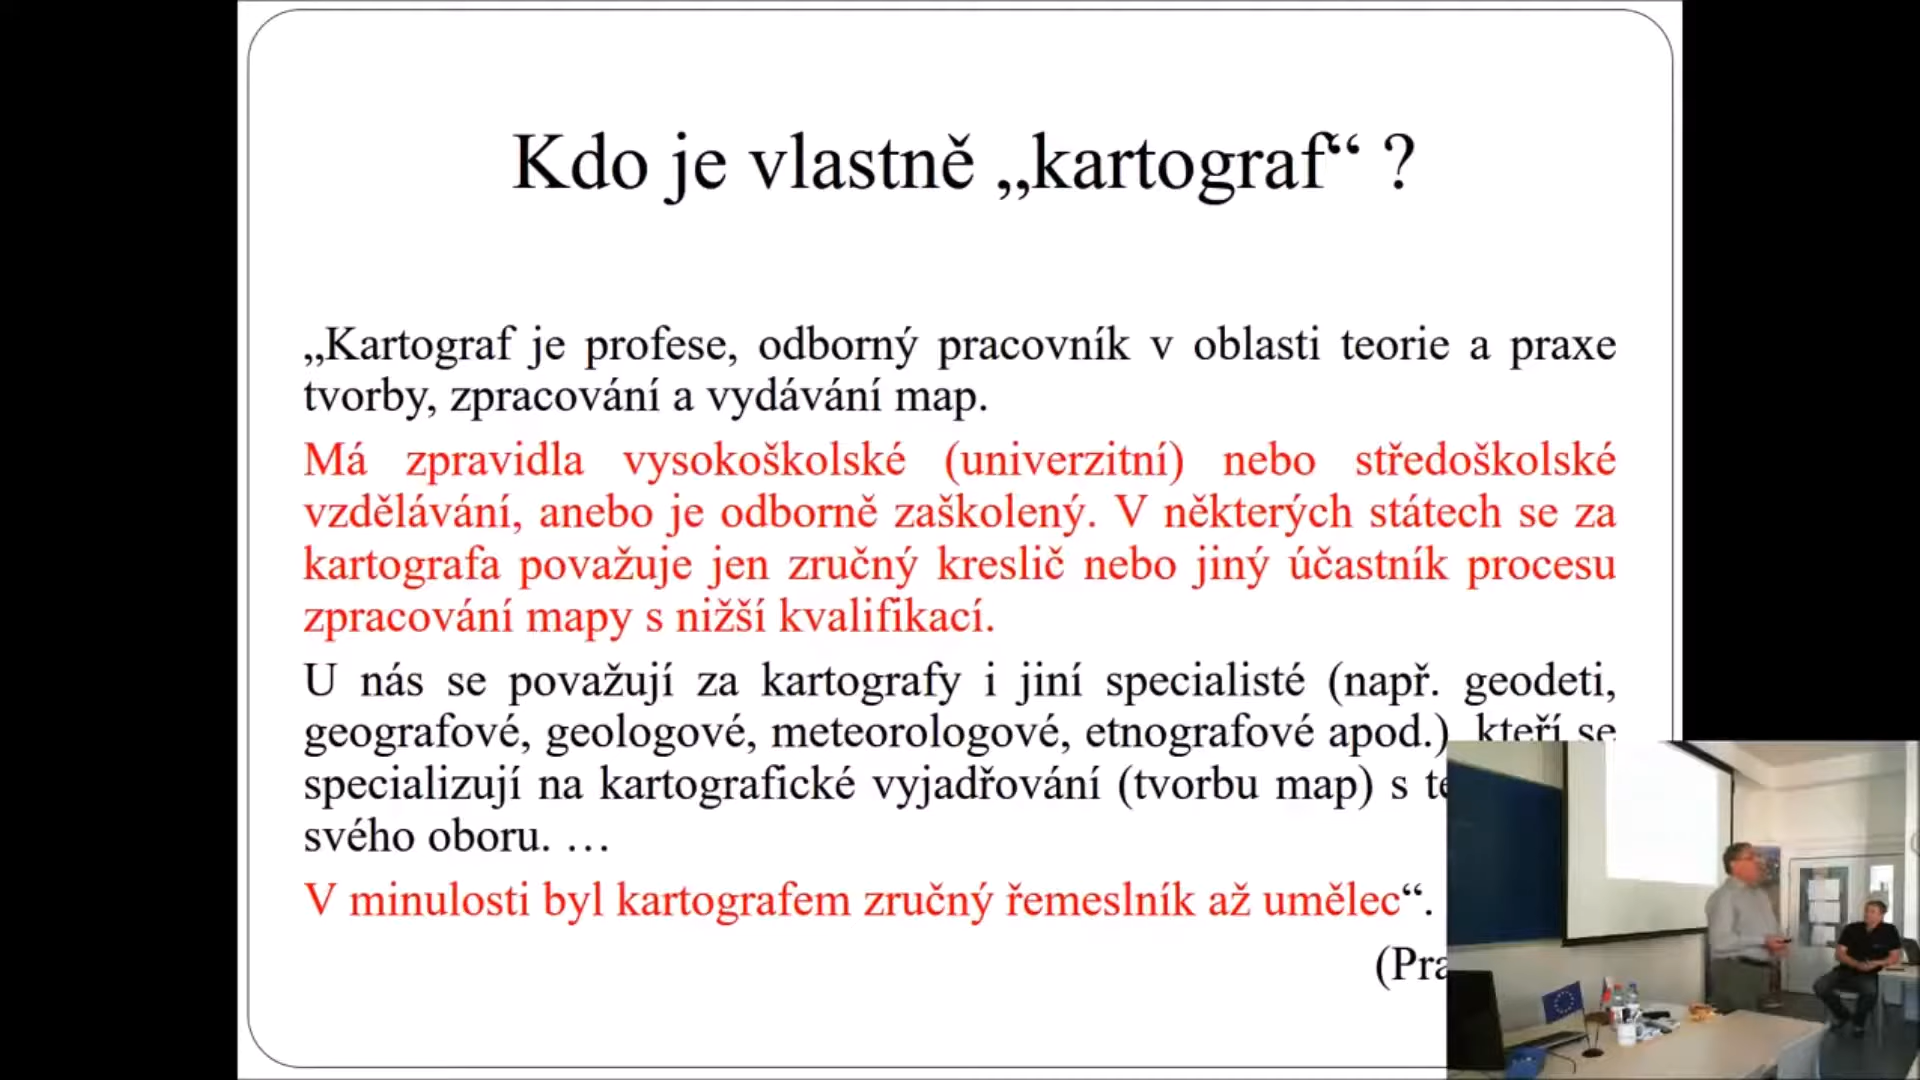 Kdo je vlastně „kartograf“ ?
„Kartograf je profese, odborný pracovník v oblasti teorie a praxe
tvorby, zpracování a vydávání map.
Má zpravidla vysokoškolské (univerzitní) nebo středoškolské
vzdělávání, anebo je odborně zaškolený. V některých státech se za
kartografa považuje jen zručný kreslič nebo jiný účastník procesu
zpracování mapy s nižší kvalifikací.
U nás se považují za kartografy i jiní specialisté (např. geodeti,
geografové, geologové, meteorologové, etnografové apod.), kteří se
specializují na kartografické vyjadřování (tvorbu map) s
svého oboru. …
V minulosti byl kartografem zručný řemeslník až umělec“.